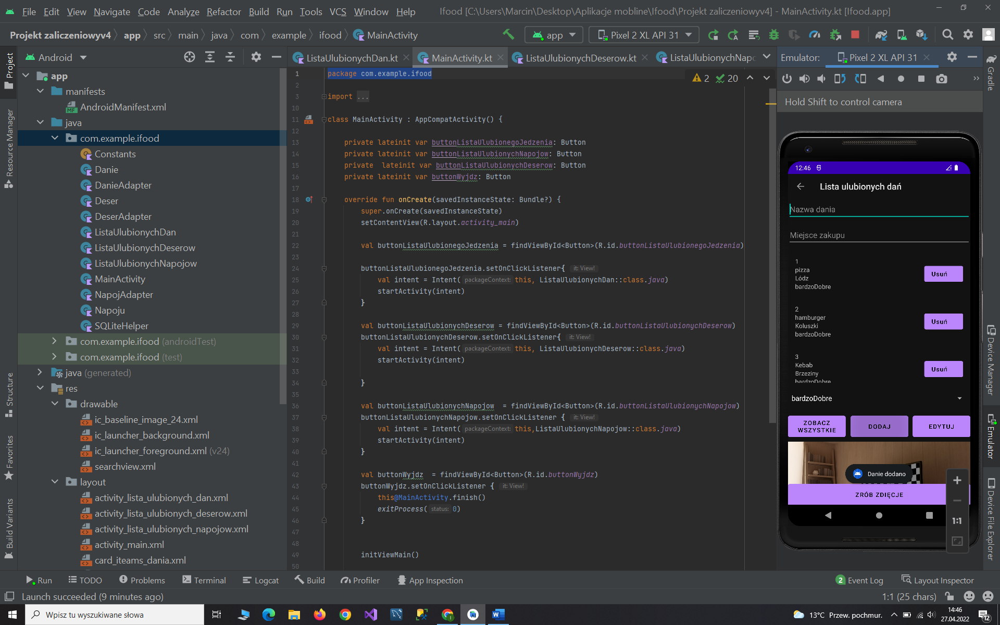 File Edit View Navigate Code Analyze Refactor Build Run Tools VCS Window Help Ifood [C:\Users\Marcin\Desktop\Aplikacje mobline\Ifood\Projekt zaliczeniowyv4] - MainActivity.kt [Ifood.app]
Projekt zaliczeniowyv4 app src main java com example ifood MainActivity app Pixel 2 XL API 31
Android ListaUlubionychDan.kt MainActivity.kt ListaUlubionychDeserow.kt ListaUlubionychNapo Emulator: Pixel 2 XL API 31
Project
Resource Manager
Structure
Favorites
Build Variants
app
manifests
AndroidManifest.xml
java
com.example.ifood
Constants
Danie
DanieAdapter
Deser
DeserAdapter
ListaUlubionychDan
ListaUlubionychDeserow
ListaUlubionychNapojow
MainActivity
NapojAdapter
Napoju
SQLiteHelper
com.example.ifood (androidTest)
com.example.ifood (test)
java (generated)
res
drawable
ic_baseline_image_24.xml
ic_launcher_background.xml
ic_launcher_foreground.xml (v24)
searchview.xml
layout
activity_lista_ulubionych_dan.xml
activity_lista_ulubionych_deserow.xml
activity_lista_ulubionych_napojow.xml
activity_main.xml
card_iteams_dania.xml
2 20
1 package com.example.ifood
2
3 import ...
10
11 class MainActivity : AppCompatActivity() {
12
13 private lateinit var buttonListaUlubionegoJedzenia: Button
14 private lateinit var buttonListaUlubionychNapojow: Button
15 private  lateinit var buttonListaUlubionychDeserow: Button
16 private lateinit var buttonWyjdz: Button
17
18 override fun onCreate(savedInstanceState: Bundle?) {
19 super.onCreate(savedInstanceState)
20 setContentView(R.layout.activity_main)
21
22 val buttonListaUlubionegoJedzenia = findViewById<Button>(R.id.buttonListaUlubionegoJedzenia)
23
24 buttonListaUlubionegoJedzenia.setOnClickListener{ it: View!
25 val intent = Intent( packageContext: this, ListaUlubionychDan::class.java)
26 startActivity(intent)
27 }
28
29 val buttonListaUlubionychDeserow = findViewById<Button>(R.id.buttonListaUlubionychDeserow)
30 buttonListaUlubionychDeserow.setOnClickListener{ it: View!
31 val intent = Intent( packageContext: this, ListaUlubionychDeserow::class.java)
32 startActivity(intent)
33
34 }
35
36 val buttonListaUlubionychNapojow  = findViewById<Button>(R.id.buttonListaUlubionychNapojow)
37 buttonListaUlubionychNapojow.setOnClickListener { it: View!
38 val intent = Intent( packageContext: this,ListaUlubionychNapojow::class.java)
39 startActivity(intent)
40 }
41
42 val buttonWyjdz  = findViewById<Button>(R.id.buttonWyjdz)
43 buttonWyjdz.setOnClickListener { it: View!
44 this@MainActivity.finish()
45 exitProcess( status: 0)
46 }
47
48
49 initViewMain()
50
Hold Shift to control camera
12:46
Lista ulubionych dań
Nazwa dania
Miejsce zakupu
1
pizza
Lódz
bardzoDobre
Usuń
2
hamburger
Koluszki
bardzoDobre
Usuń
3
Kebab
Brzeziny
bardzoDobre
Usuń
bardzoDobre
ZOBACZ
WSZYSTKIE
DODAJ
EDYTUJ
Danie dodano
ZRÓB ZDIĘCJE
1:1
Gradle
Device Manager
Emulator
Device File Explorer
Run TODO Problems Terminal Logcat Build Profiler App Inspection 2 Event Log Layout Inspector
Launch succeeded (9 minutes ago) 1:1 (25 chars)
Wpisz tu wyszukiwane słowa 13°C Przew. pochmur. 14:46
27.04.2022
12